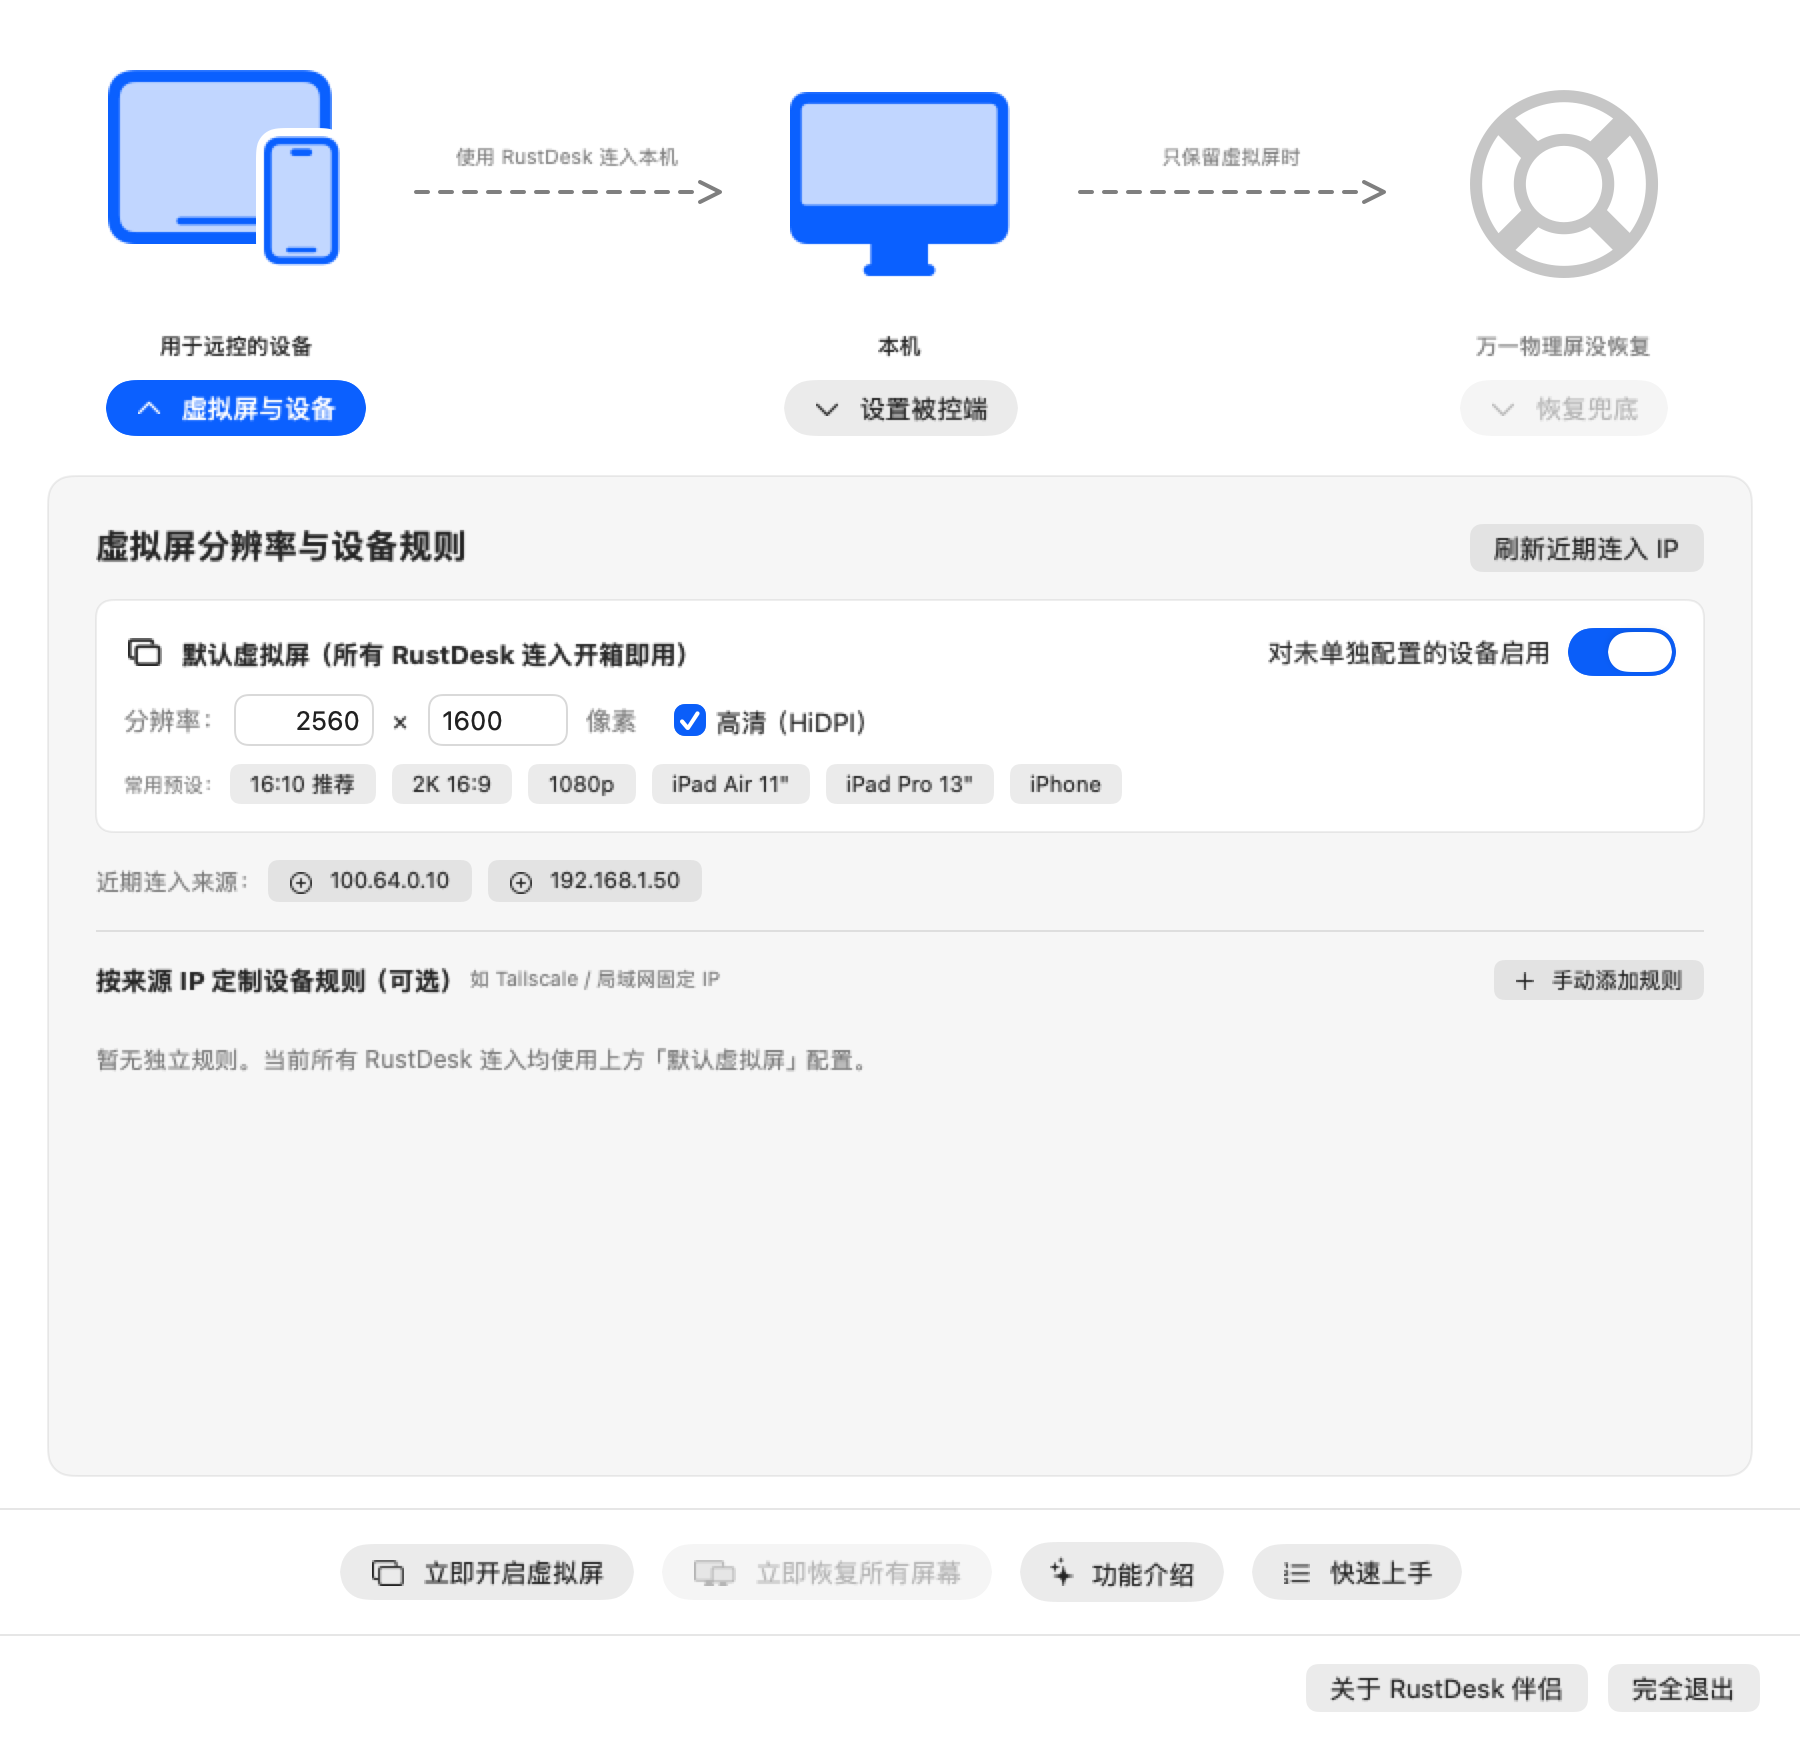 使用 RustDesk 连入本机
只保留虚拟屏时
用于远控的设备
本机
万一物理屏没恢复
虚拟屏与设备
设置被控端
恢复兜底
虚拟屏分辨率与设备规则
刷新近期连入 IP
默认虚拟屏（所有 RustDesk 连入开箱即用）
对未单独配置的设备启用
分辨率： 2560 × 1600 像素 高清（HiDPI）
常用预设： 16:10 推荐 2K 16:9 1080p iPad Air 11" iPad Pro 13" iPhone
近期连入来源： 100.64.0.10 192.168.1.50
按来源 IP 定制设备规则（可选） 如 Tailscale / 局域网固定 IP
手动添加规则
暂无独立规则。当前所有 RustDesk 连入均使用上方「默认虚拟屏」配置。
立即开启虚拟屏 立即恢复所有屏幕 功能介绍 快速上手
关于 RustDesk 伴侣 完全退出